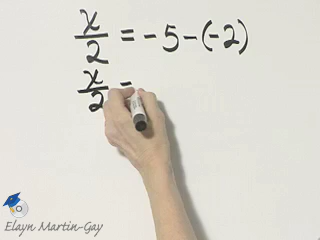 x/2 = -5 - (-2)
x/2 =
Elayn Martin-Gay